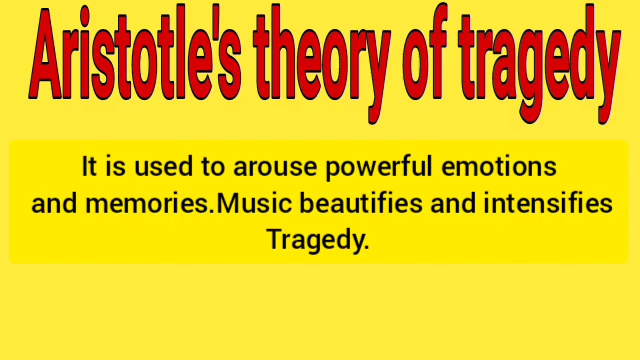 Aristotle's theory of tragedy
It is used to arouse powerful emotions
and memories.Music beautifies and intensifies
Tragedy.